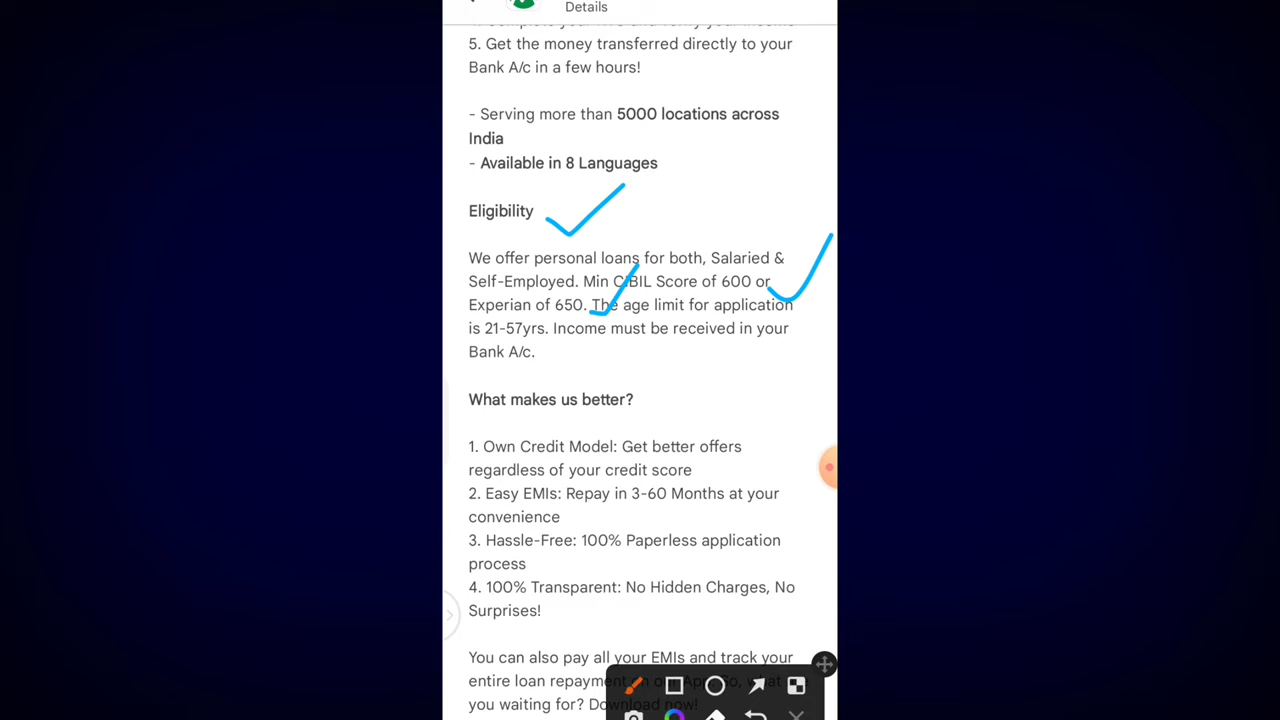 Details
5. Get the money transferred directly to your
Bank A/c in a few hours!
- Serving more than 5000 locations across
India
- Available in 8 Languages
Eligibility
We offer personal loans for both, Salaried &
Self-Employed. Min CIBIL Score of 600 or
Experian of 650. The age limit for application
is 21-57yrs. Income must be received in your
Bank A/c.
What makes us better?
1. Own Credit Model: Get better offers
regardless of your credit score
2. Easy EMIs: Repay in 3-60 Months at your
convenience
3. Hassle-Free: 100% Paperless application
process
4. 100% Transparent: No Hidden Charges, No
Surprises!
You can also pay all your EMIs and track your
entire loan repayment
you waiting for? Download now!